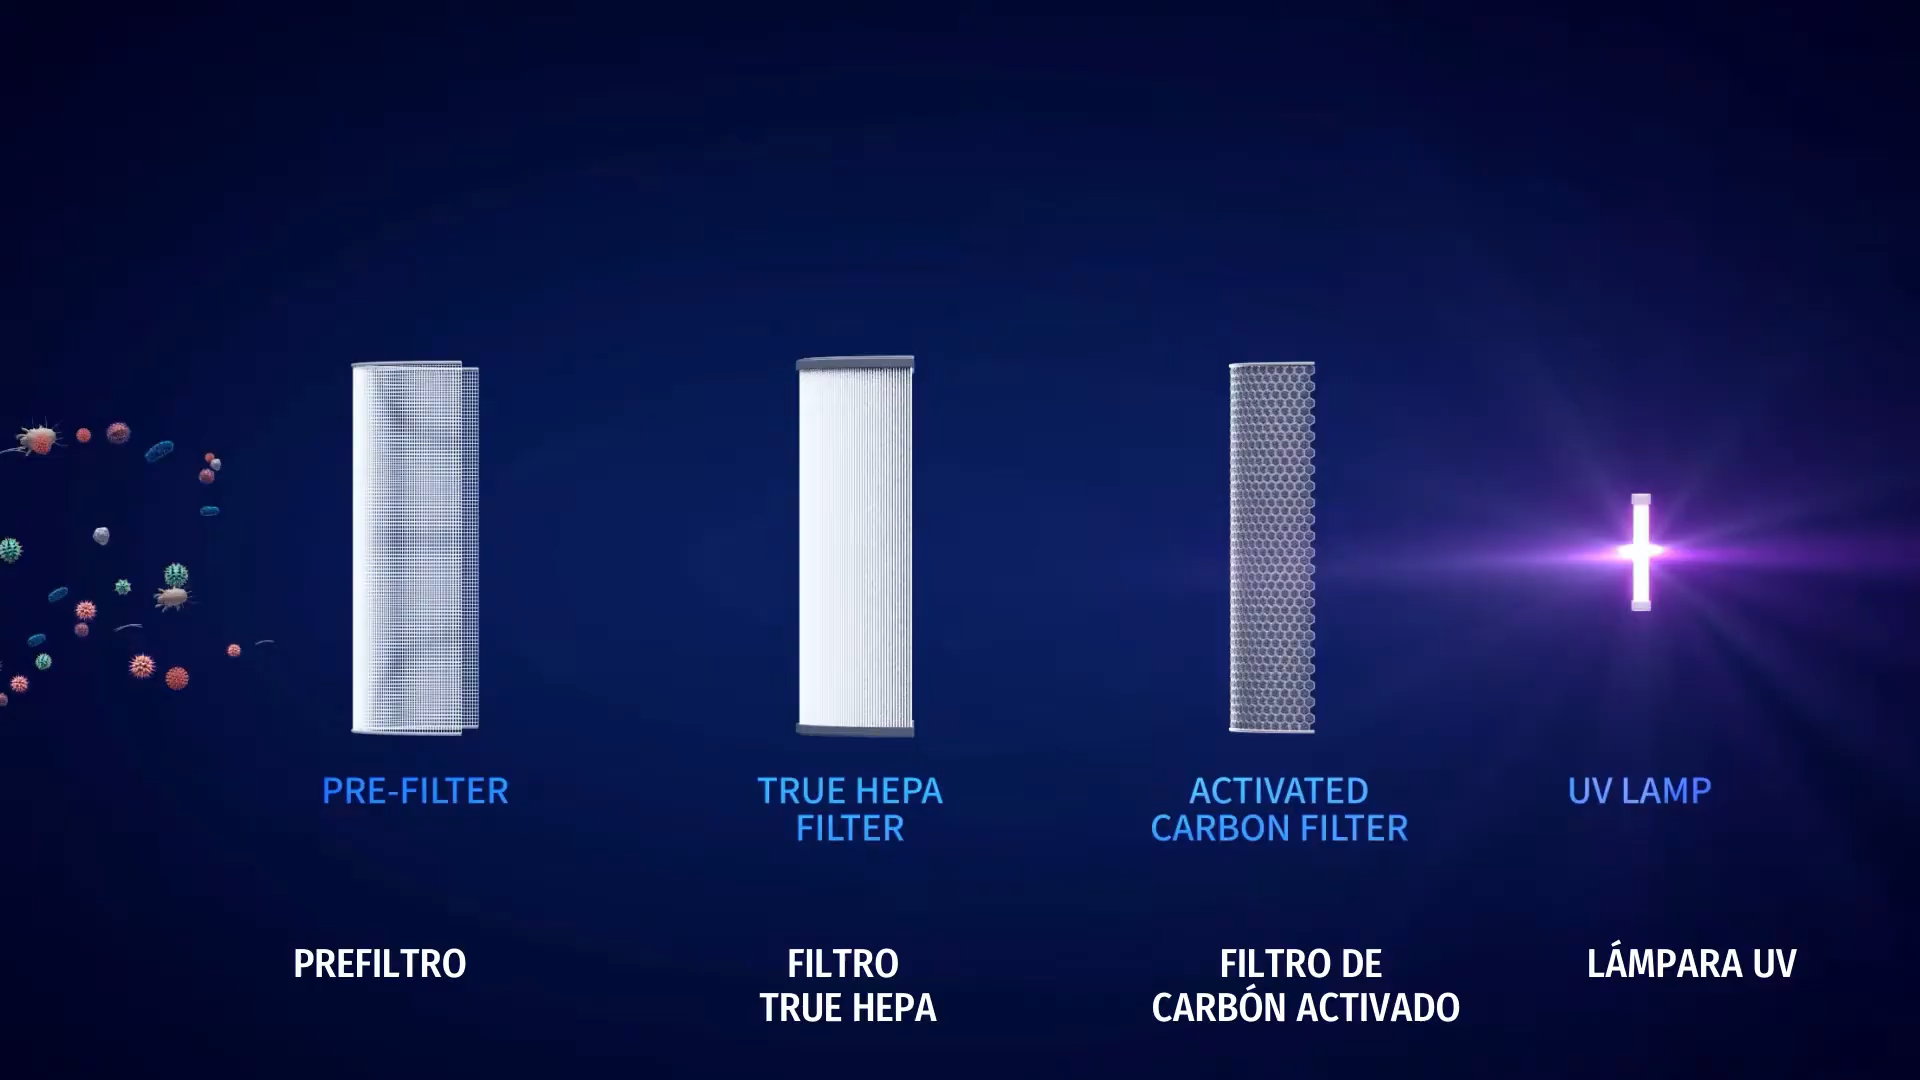 PRE-FILTER
TRUE HEPA
FILTER
ACTIVATED
CARBON FILTER
UV LAMP
PREFILTRO
FILTRO
TRUE HEPA
FILTRO DE
CARBÓN ACTIVADO
LÁMPARA UV